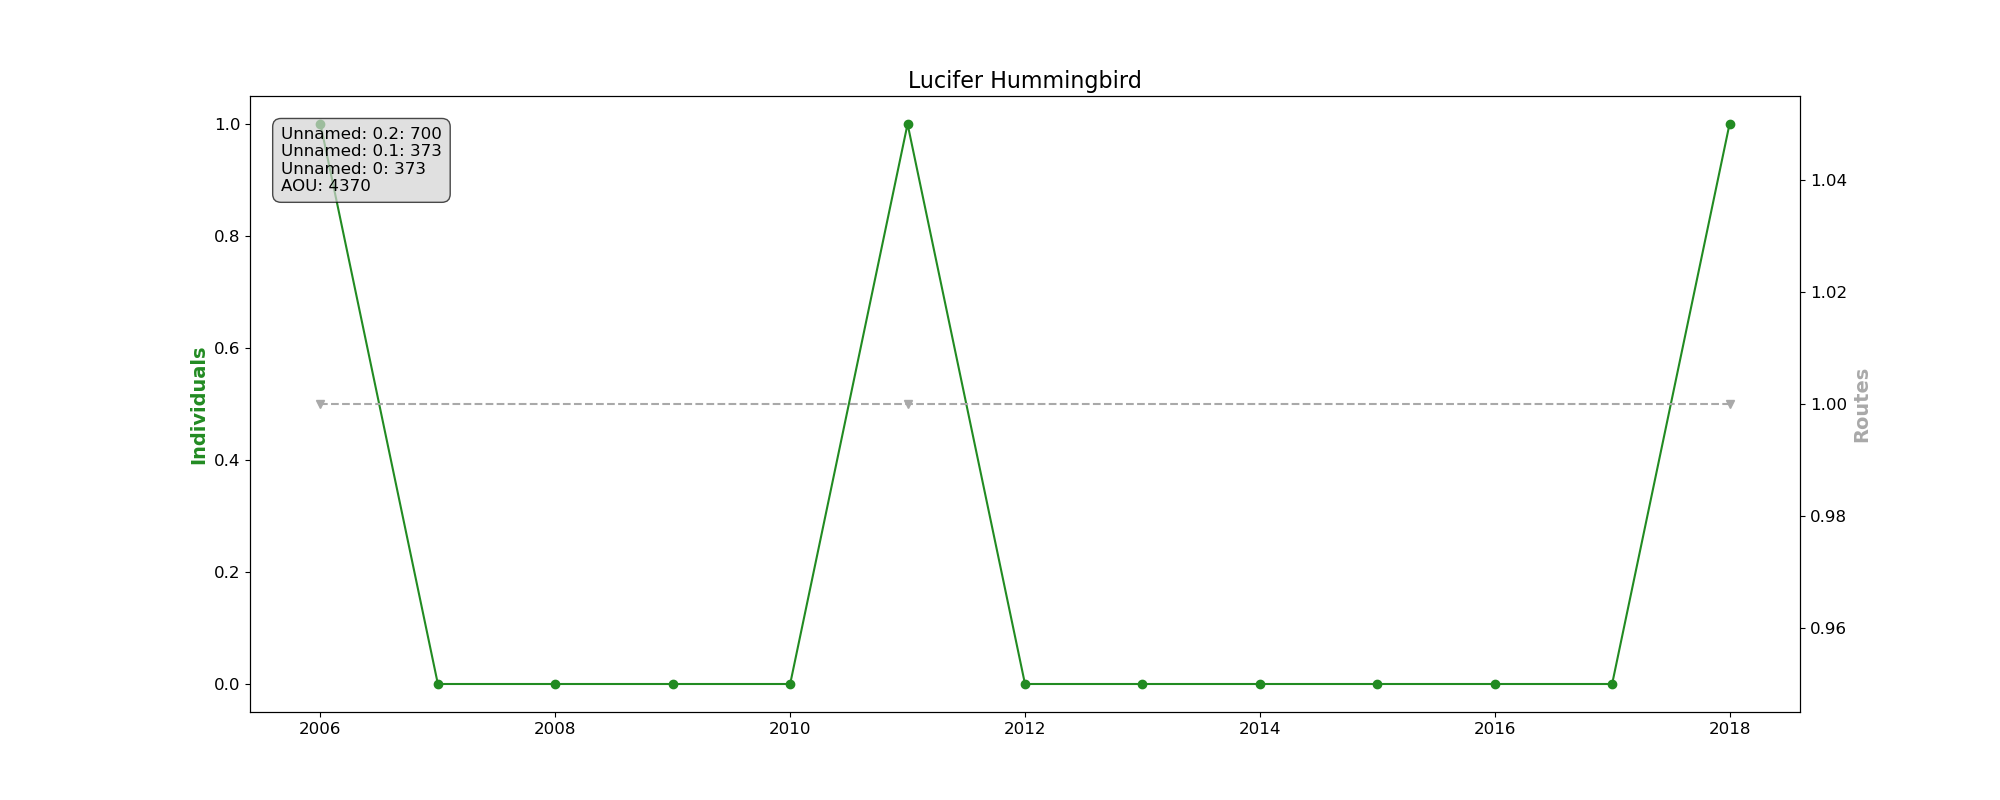 Lucifer Hummingbird
Unnamed: 0.2: 700
Unnamed: 0.1: 373
Unnamed: 0: 373
AOU: 4370
Individuals
1.0
0.8
0.6
0.4
0.2
0.0
2006
2008
2010
2012
2014
2016
2018
1.04
1.02
1.00
0.98
0.96
Routes